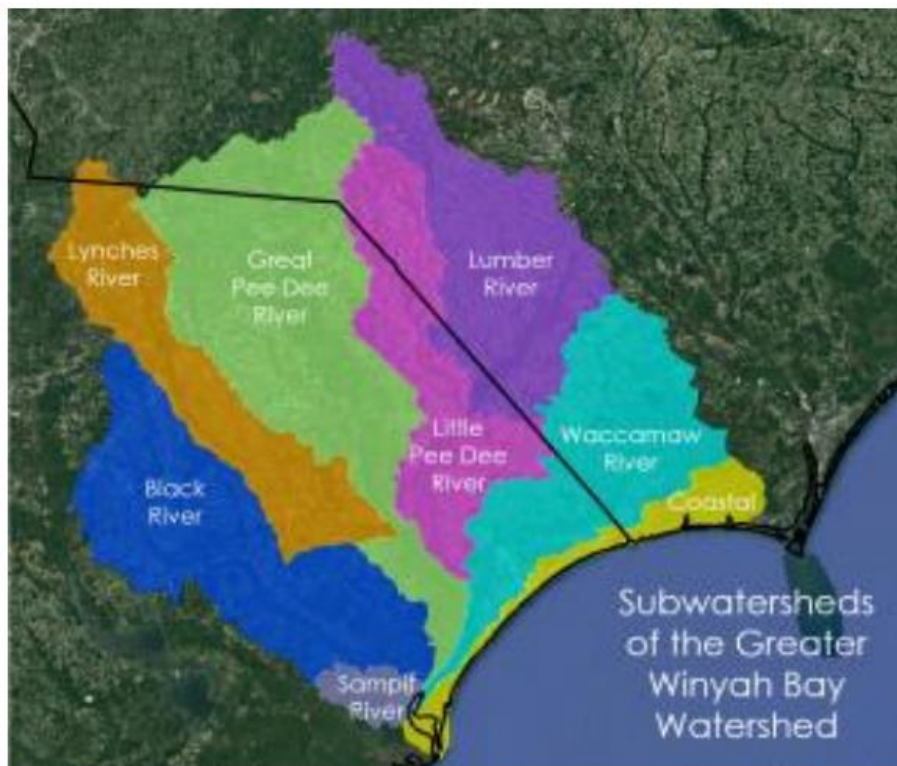 Lynches
River
Great
Pee Dee
River
Lumber
River
Little
Pee Dee
River
Waccamaw
River
Black
River
Coastal
Sampit
River
Subwatersheds
of the Greater
Winyah Bay
Watershed